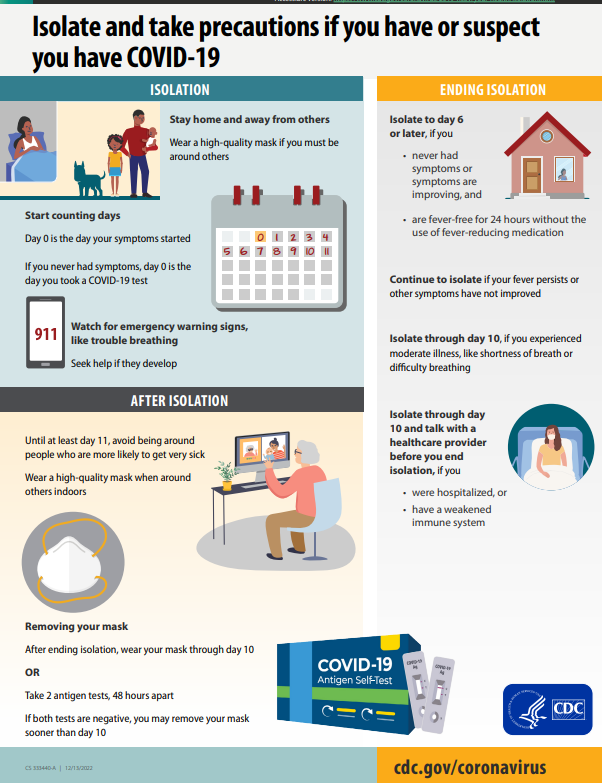 Isolate and take precautions if you have or suspect
you have COVID-19
ISOLATION
Stay home and away from others
Wear a high-quality mask if you must be
around others
Start counting days
Day 0 is the day your symptoms started
If you never had symptoms, day 0 is the
day you took a COVID-19 test
0 1 2 3 4
5 6 7 8 9 10 11
911
Watch for emergency warning signs,
like trouble breathing
Seek help if they develop
AFTER ISOLATION
Until at least day 11, avoid being around
people who are more likely to get very sick
Wear a high-quality mask when around
others indoors
Removing your mask
After ending isolation, wear your mask through day 10
OR
Take 2 antigen tests, 48 hours apart
If both tests are negative, you may remove your mask
sooner than day 10
COVID-19
Antigen Self-Test
ENDING ISOLATION
Isolate to day 6
or later, if you
• never had
symptoms or
symptoms are
improving, and
• are fever-free for 24 hours without the
use of fever-reducing medication
Continue to isolate if your fever persists or
other symptoms have not improved
Isolate through day 10, if you experienced
moderate illness, like shortness of breath or
difficulty breathing
Isolate through day
10 and talk with a
healthcare provider
before you end
isolation, if you
• were hospitalized, or
• have a weakened
immune system
CDC
CS 333440-A | 12/13/2022
cdc.gov/coronavirus